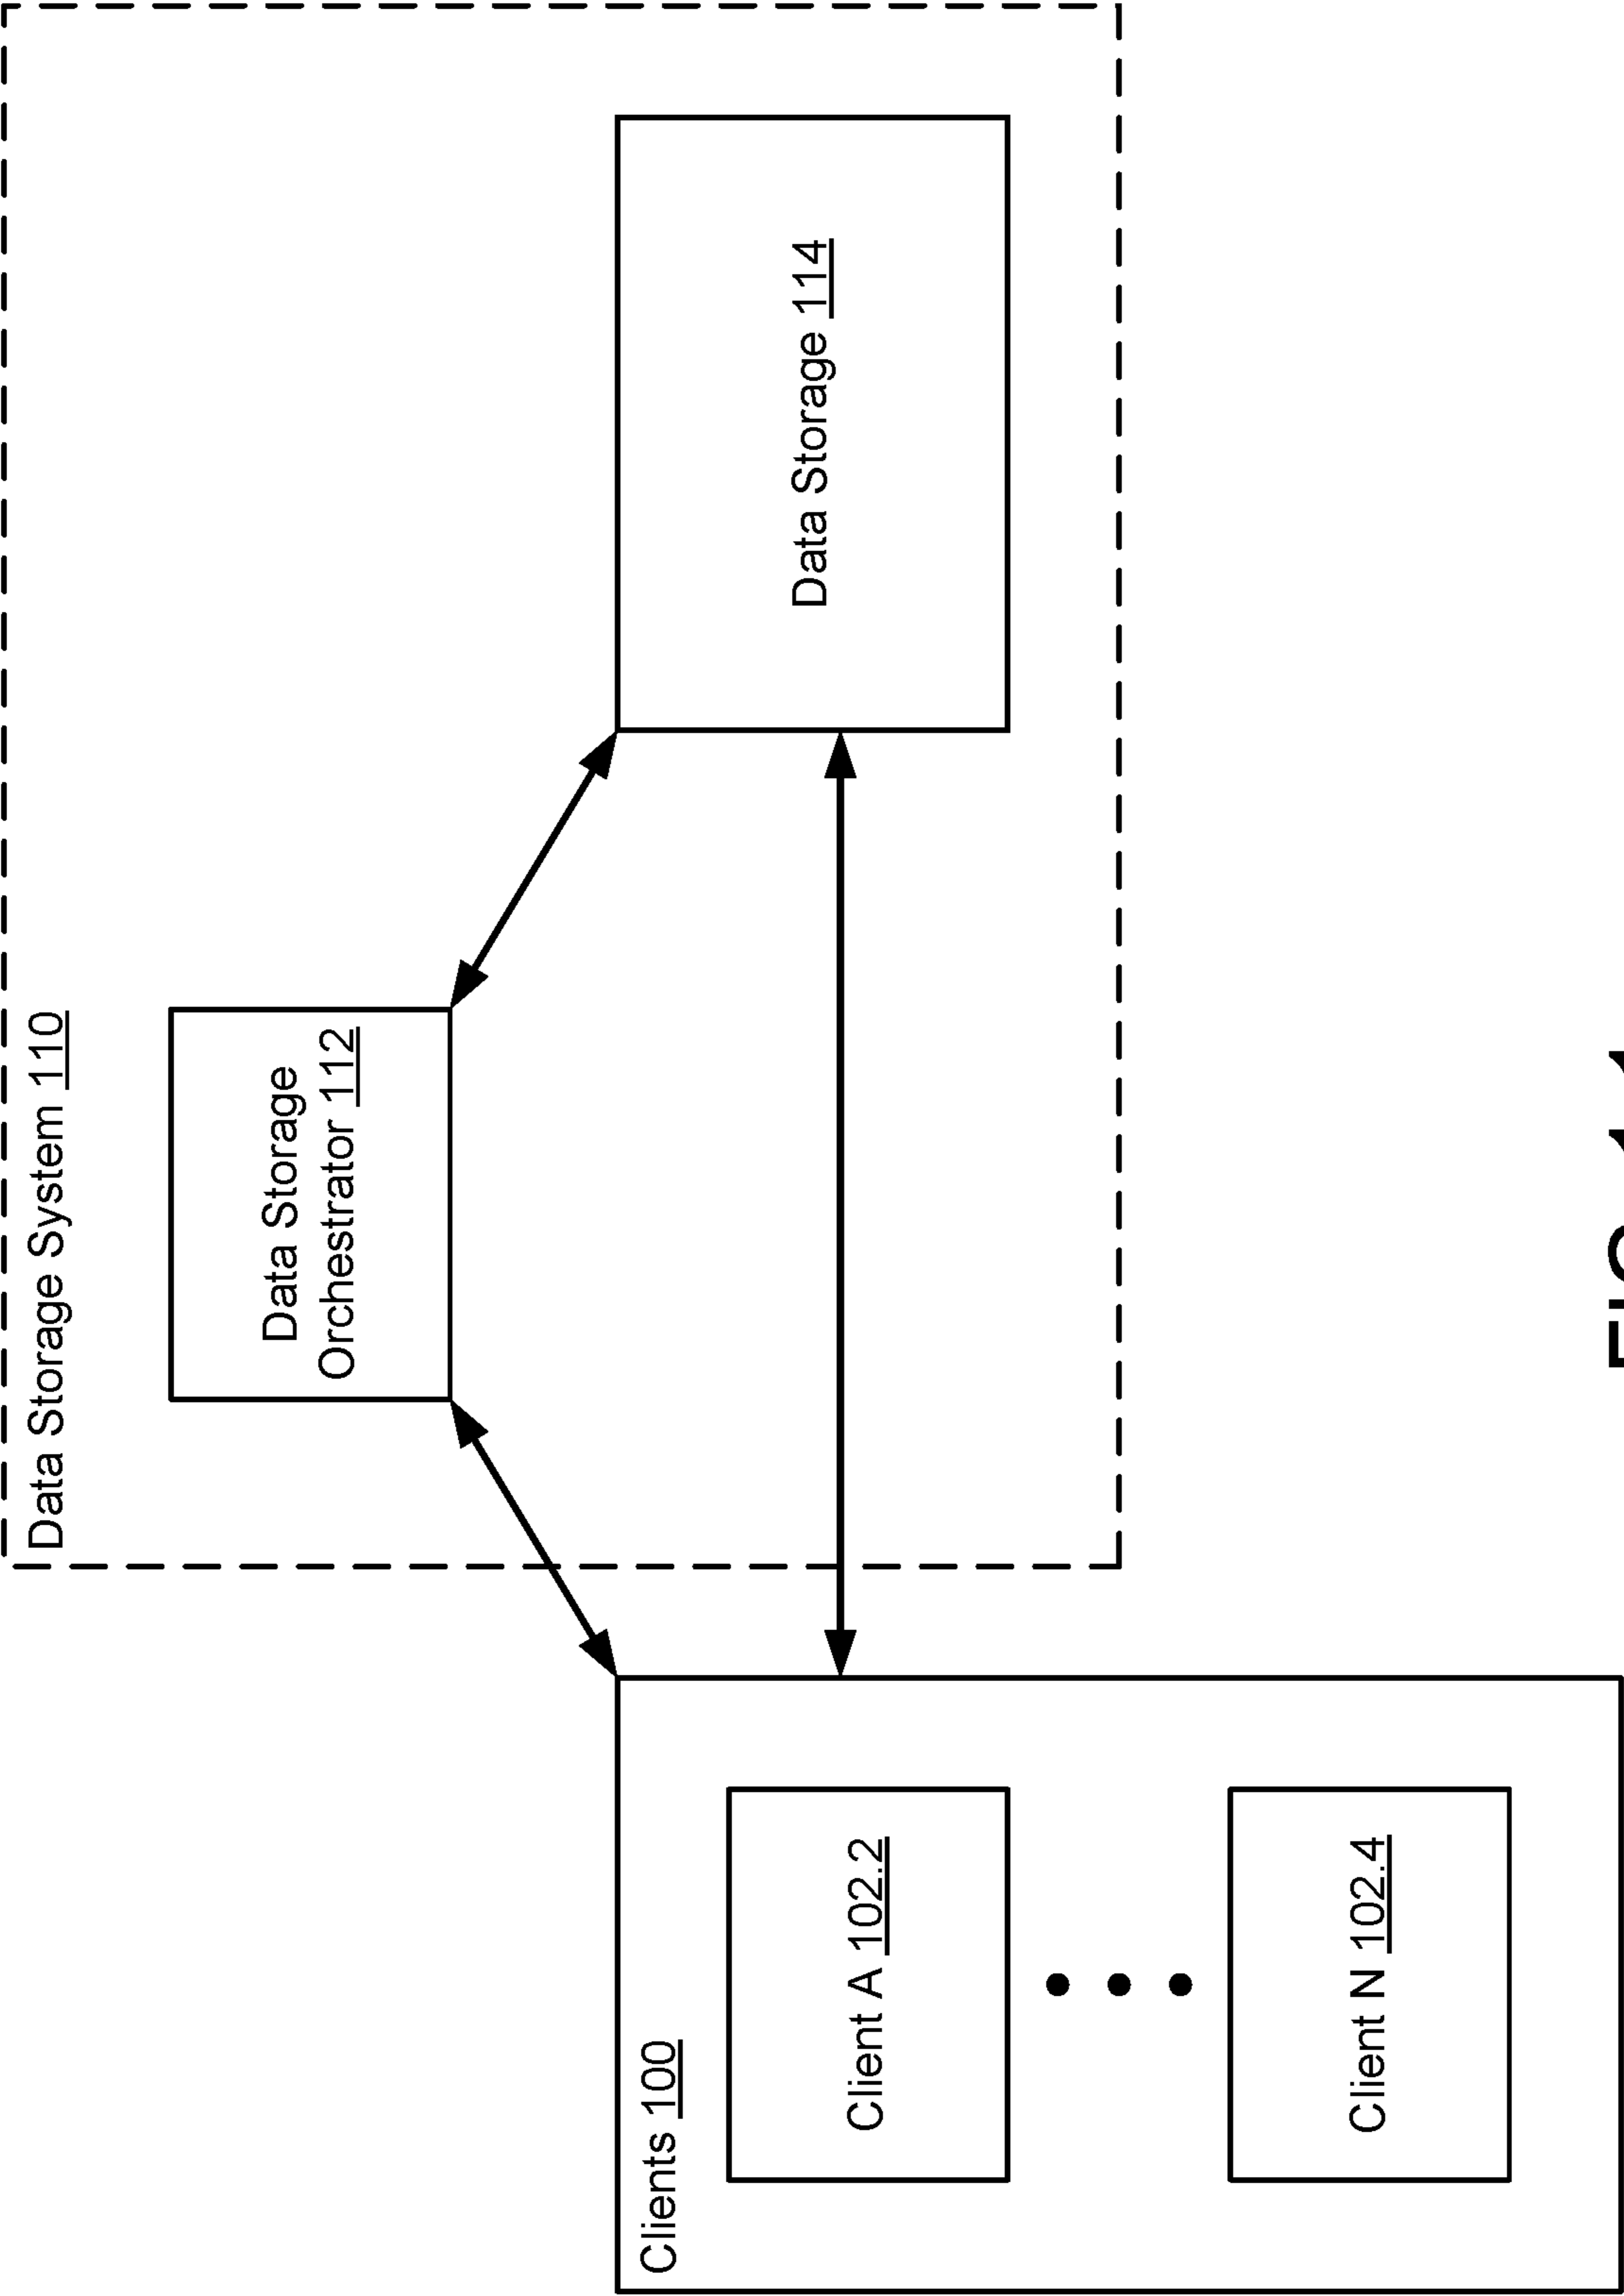 Data Storage System 110
Data Storage
Orchestrator 112
Clients 100
Data Storage 114
Client A 102.2
Client N 102.4